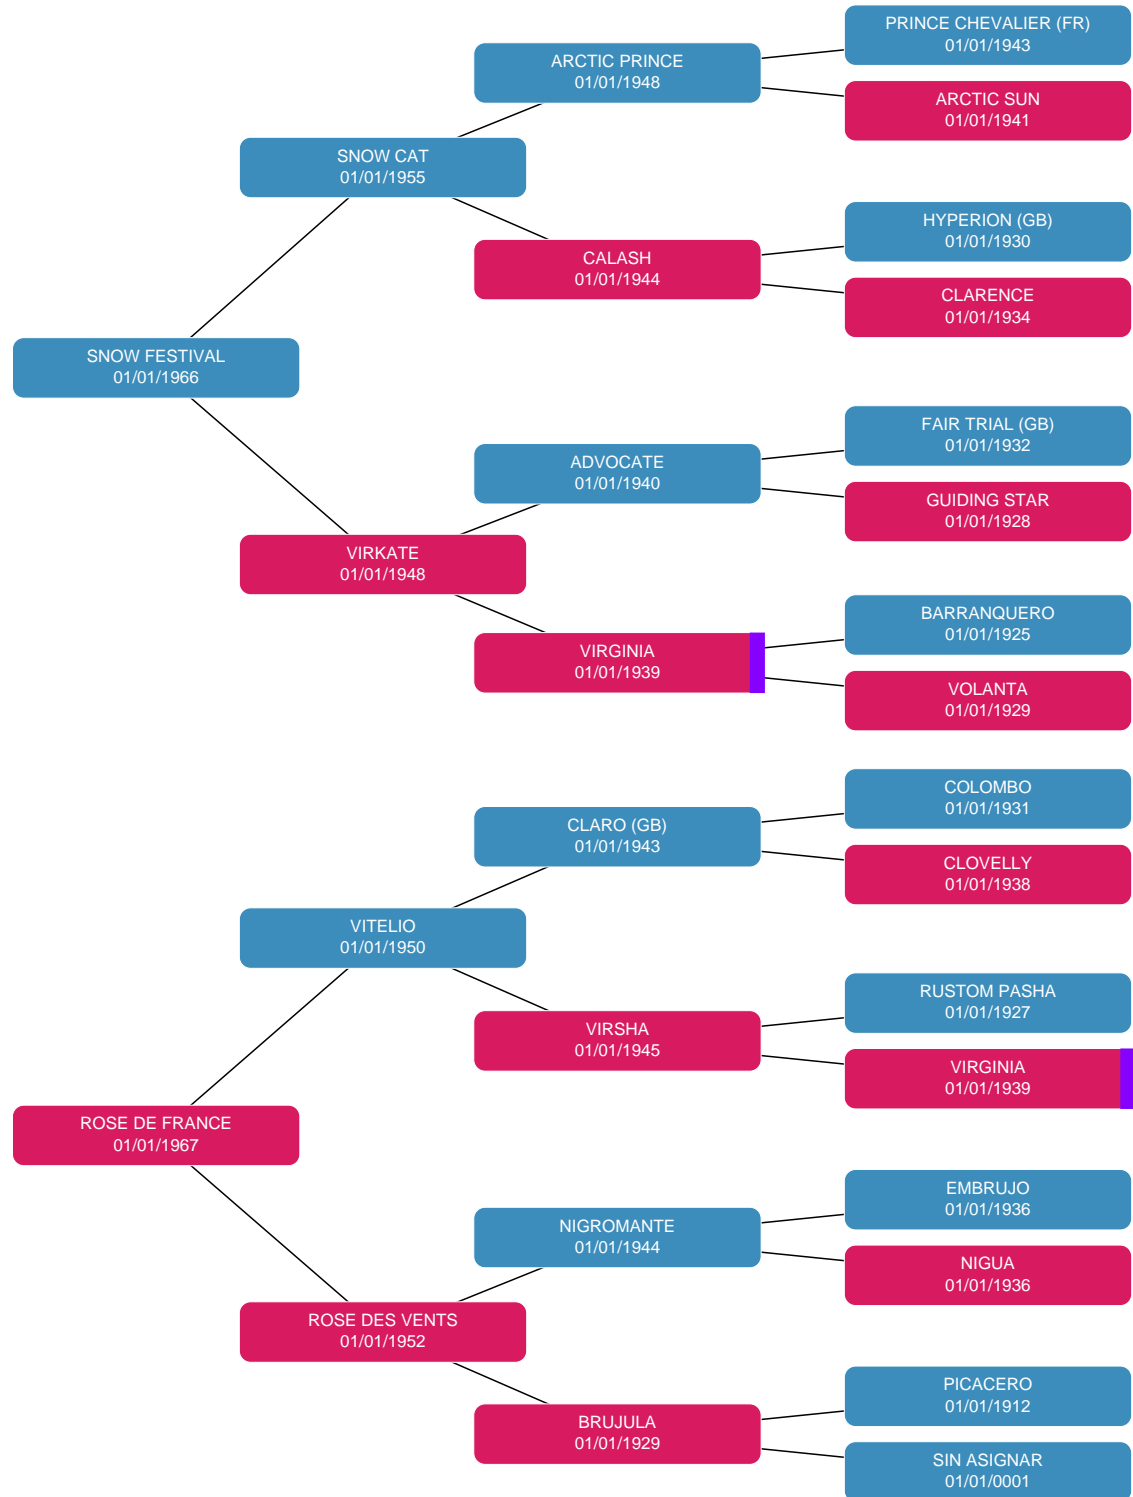 PRINCE CHEVALIER (FR)
01/01/1943
ARCTIC PRINCE
01/01/1948
ARCTIC SUN
01/01/1941
SNOW CAT
01/01/1955
HYPERION (GB)
01/01/1930
CALASH
01/01/1944
CLARENCE
01/01/1934
SNOW FESTIVAL
01/01/1966
FAIR TRIAL (GB)
01/01/1932
ADVOCATE
01/01/1940
GUIDING STAR
01/01/1928
VIRKATE
01/01/1948
BARRANQUERO
01/01/1925
VIRGINIA
01/01/1939
VOLANTA
01/01/1929
COLOMBO
01/01/1931
CLARO (GB)
01/01/1943
CLOVELLY
01/01/1938
VITELIO
01/01/1950
RUSTOM PASHA
01/01/1927
VIRSHA
01/01/1945
VIRGINIA
01/01/1939
ROSE DE FRANCE
01/01/1967
EMBRUJO
01/01/1936
NIGROMANTE
01/01/1944
NIGUA
01/01/1936
ROSE DES VENTS
01/01/1952
PICACERO
01/01/1912
BRUJULA
01/01/1929
SIN ASIGNAR
01/01/0001